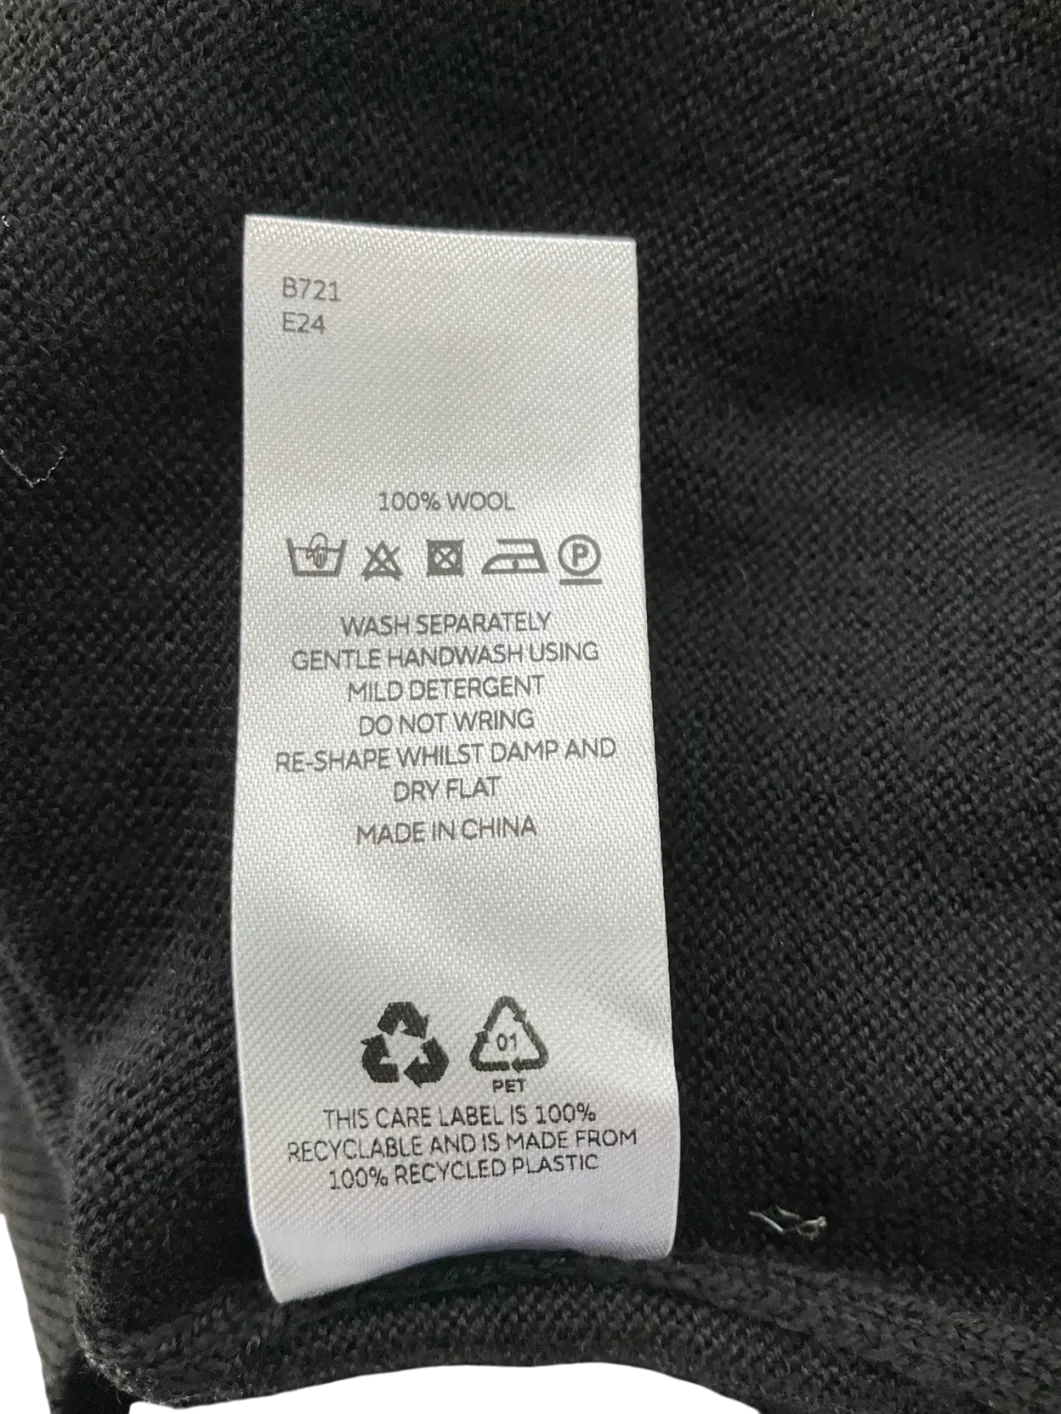 B721
E24
100% WOOL
P
WASH SEPARATELY
GENTLE HANDWASH USING
MILD DETERGENT
DO NOT WRING
RE-SHAPE WHILST DAMP AND
DRY FLAT
MADE IN CHINA
01
PET
THIS CARE LABEL IS 100%
RECYCLABLE AND IS MADE FROM
100% RECYCLED PLASTIC